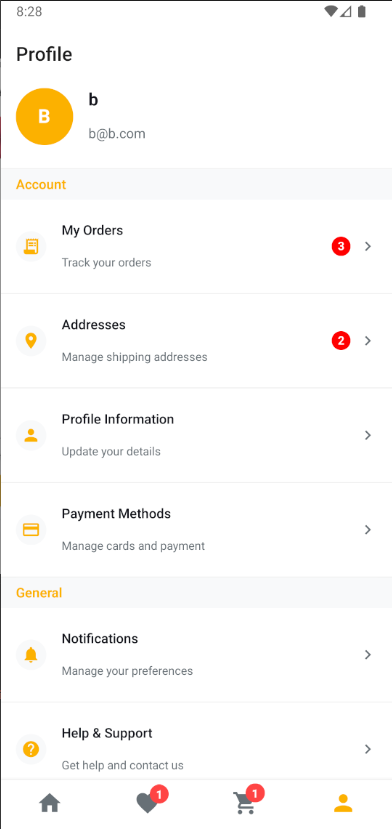 8:28
Profile
B
b
b@b.com
Account
My Orders
Track your orders
3
Addresses
Manage shipping addresses
2
Profile Information
Update your details
Payment Methods
Manage cards and payment
General
Notifications
Manage your preferences
Help & Support
Get help and contact us
1
1